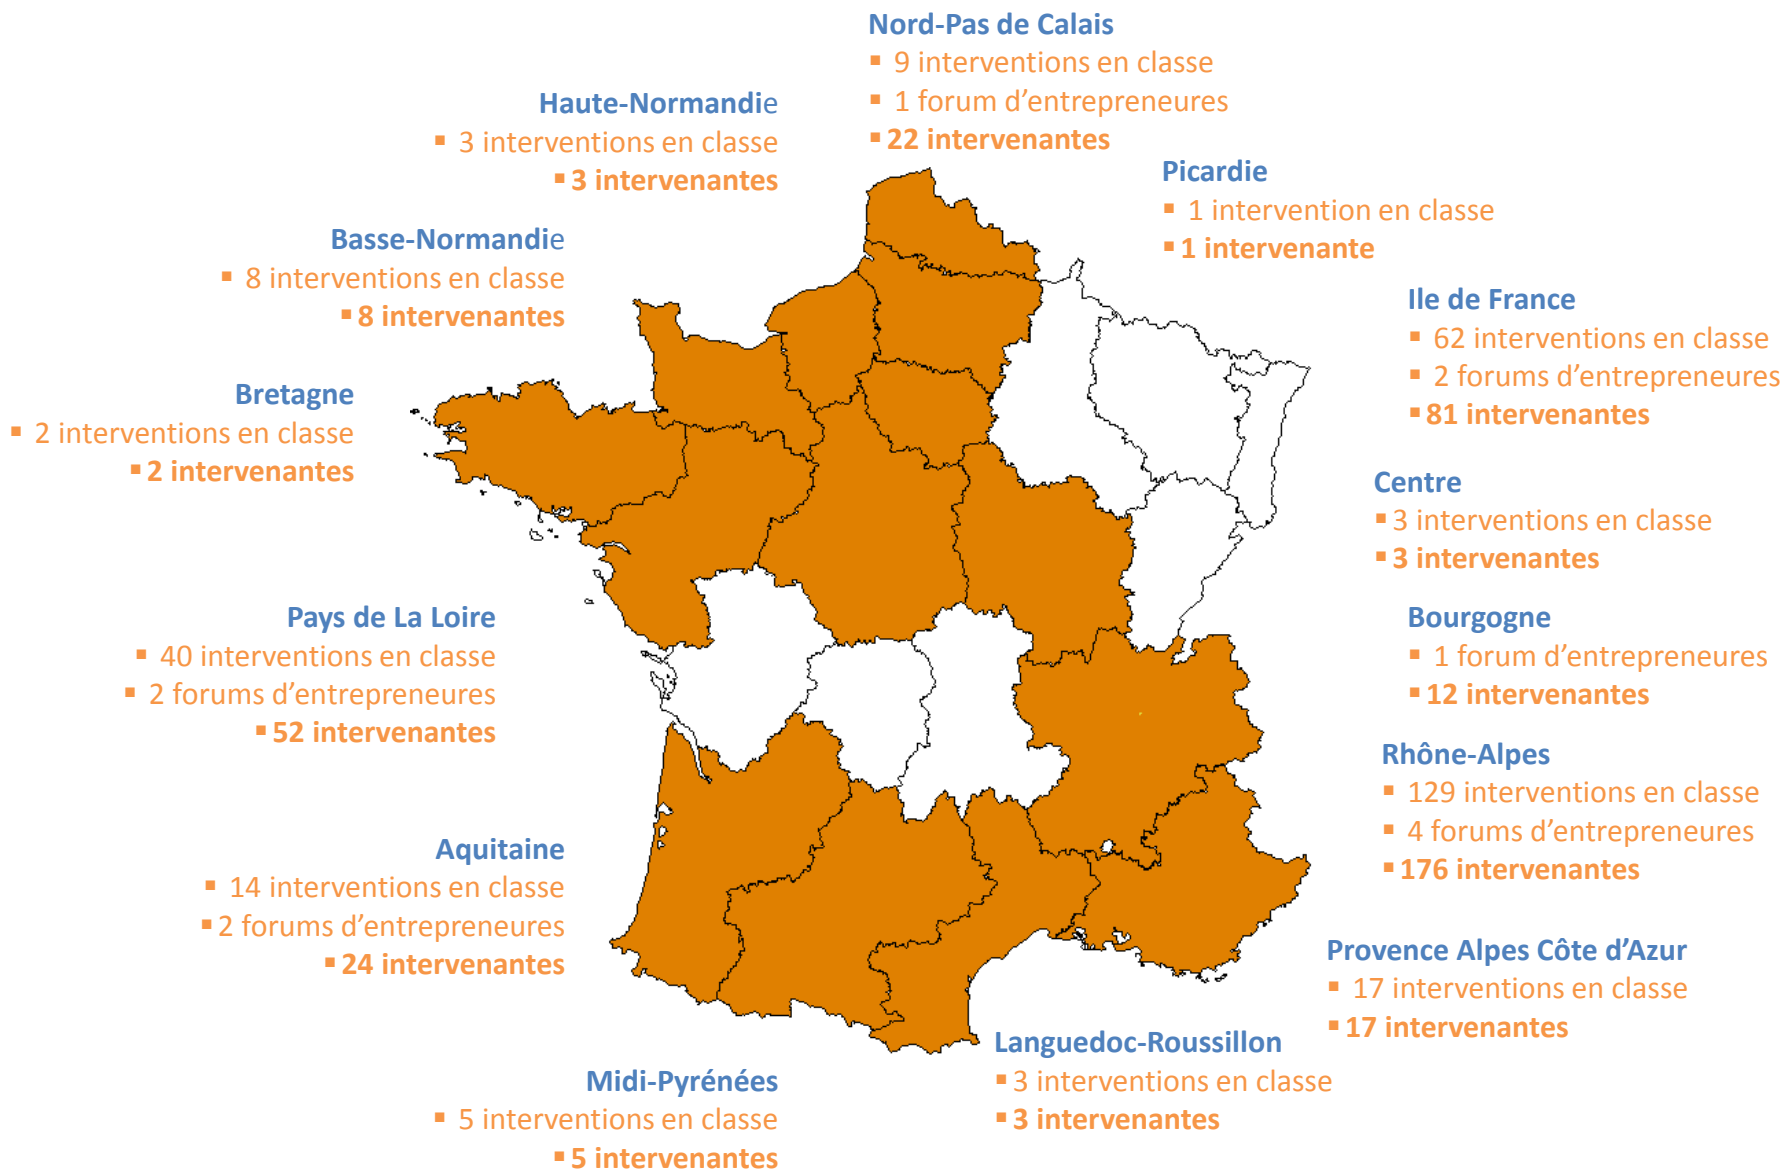 Nord-Pas de Calais
▪ 9 interventions en classe
▪ 1 forum d'entrepreneures
▪ 22 intervenantes
Haute-Normandie
▪ 3 interventions en classe
▪ 3 intervenantes
Picardie
▪ 1 intervention en classe
▪ 1 intervenante
Basse-Normandie
▪ 8 interventions en classe
▪ 8 intervenantes
Ile de France
▪ 62 interventions en classe
▪ 2 forums d'entrepreneures
▪ 81 intervenantes
Bretagne
▪ 2 interventions en classe
▪ 2 intervenantes
Centre
▪ 3 interventions en classe
▪ 3 intervenantes
Pays de La Loire
▪ 40 interventions en classe
▪ 2 forums d'entrepreneures
▪ 52 intervenantes
Bourgogne
▪ 1 forum d'entrepreneures
▪ 12 intervenantes
Rhône-Alpes
▪ 129 interventions en classe
▪ 4 forums d'entrepreneures
▪ 176 intervenantes
Aquitaine
▪ 14 interventions en classe
▪ 2 forums d'entrepreneures
▪ 24 intervenantes
Provence Alpes Côte d’Azur
▪ 17 interventions en classe
▪ 17 intervenantes
Languedoc-Roussillon
▪ 3 interventions en classe
▪ 3 intervenantes
Midi-Pyrénées
▪ 5 interventions en classe
▪ 5 intervenantes